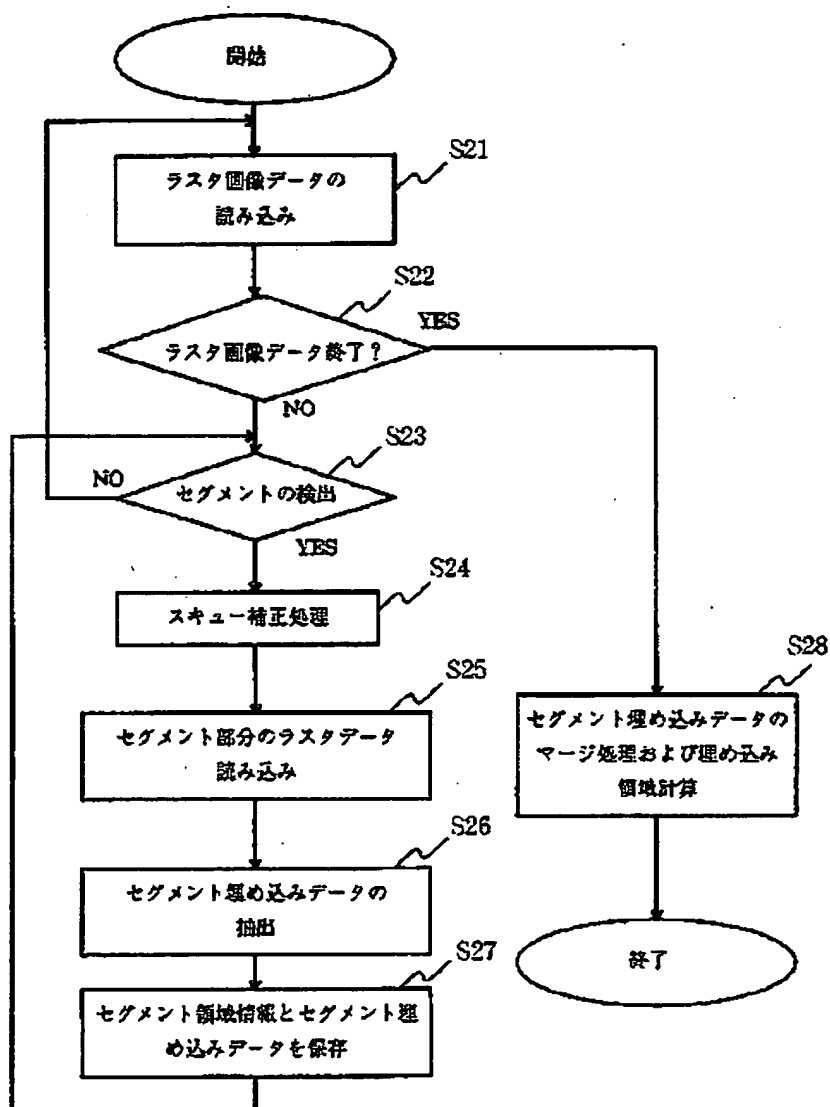 開始
S21
ラスタ画像データの
読み込み
S22
YES
ラスタ画像データ終了?
NO
S23
NO
セグメントの検出
YES
S24
スキュー補正処理
S25
セグメント部分のラスタデータ
読み込み
S26
セグメント埋め込みデータの
抽出
S27
セグメント領域情報とセグメント埋
め込みデータを保存
S28
セグメント埋め込みデータの
マージ処理および埋め込み
領域計算
終了